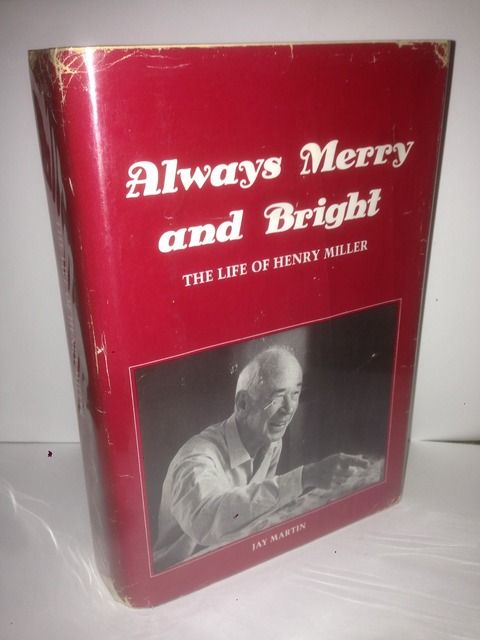 Always Merry
and Bright
THE LIFE OF HENRY MILLER
JAY MARTIN